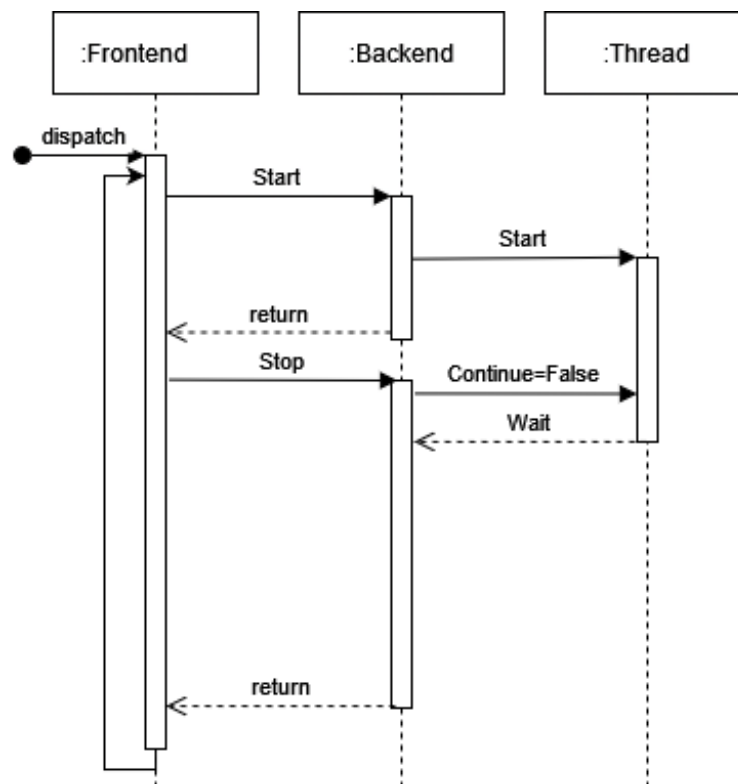 :Frontend
:Backend
:Thread
dispatch
Start
Start
return
Stop
Continue=False
Wait
return